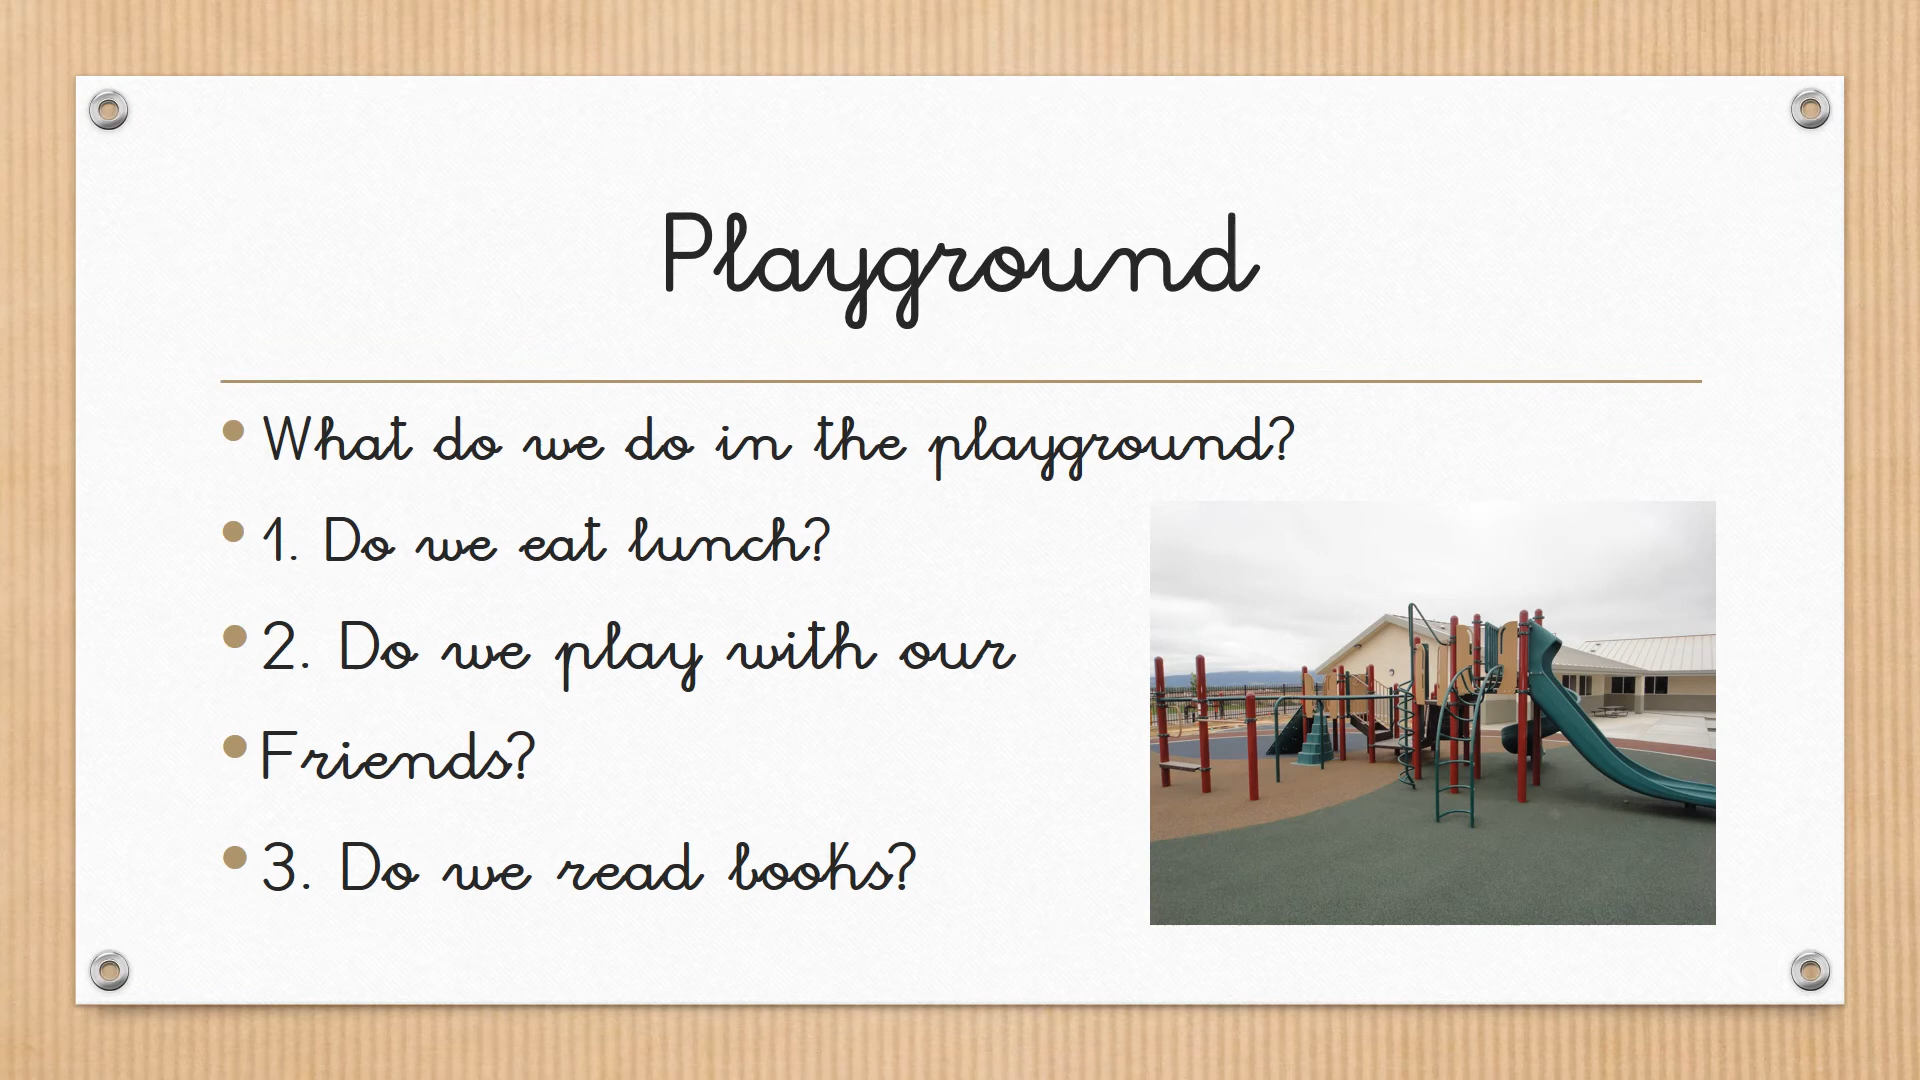 Playground
• What do we do in the playground?
• 1. Do we eat lunch?
• 2. Do we play with our
• Friends?
• 3. Do we read books?